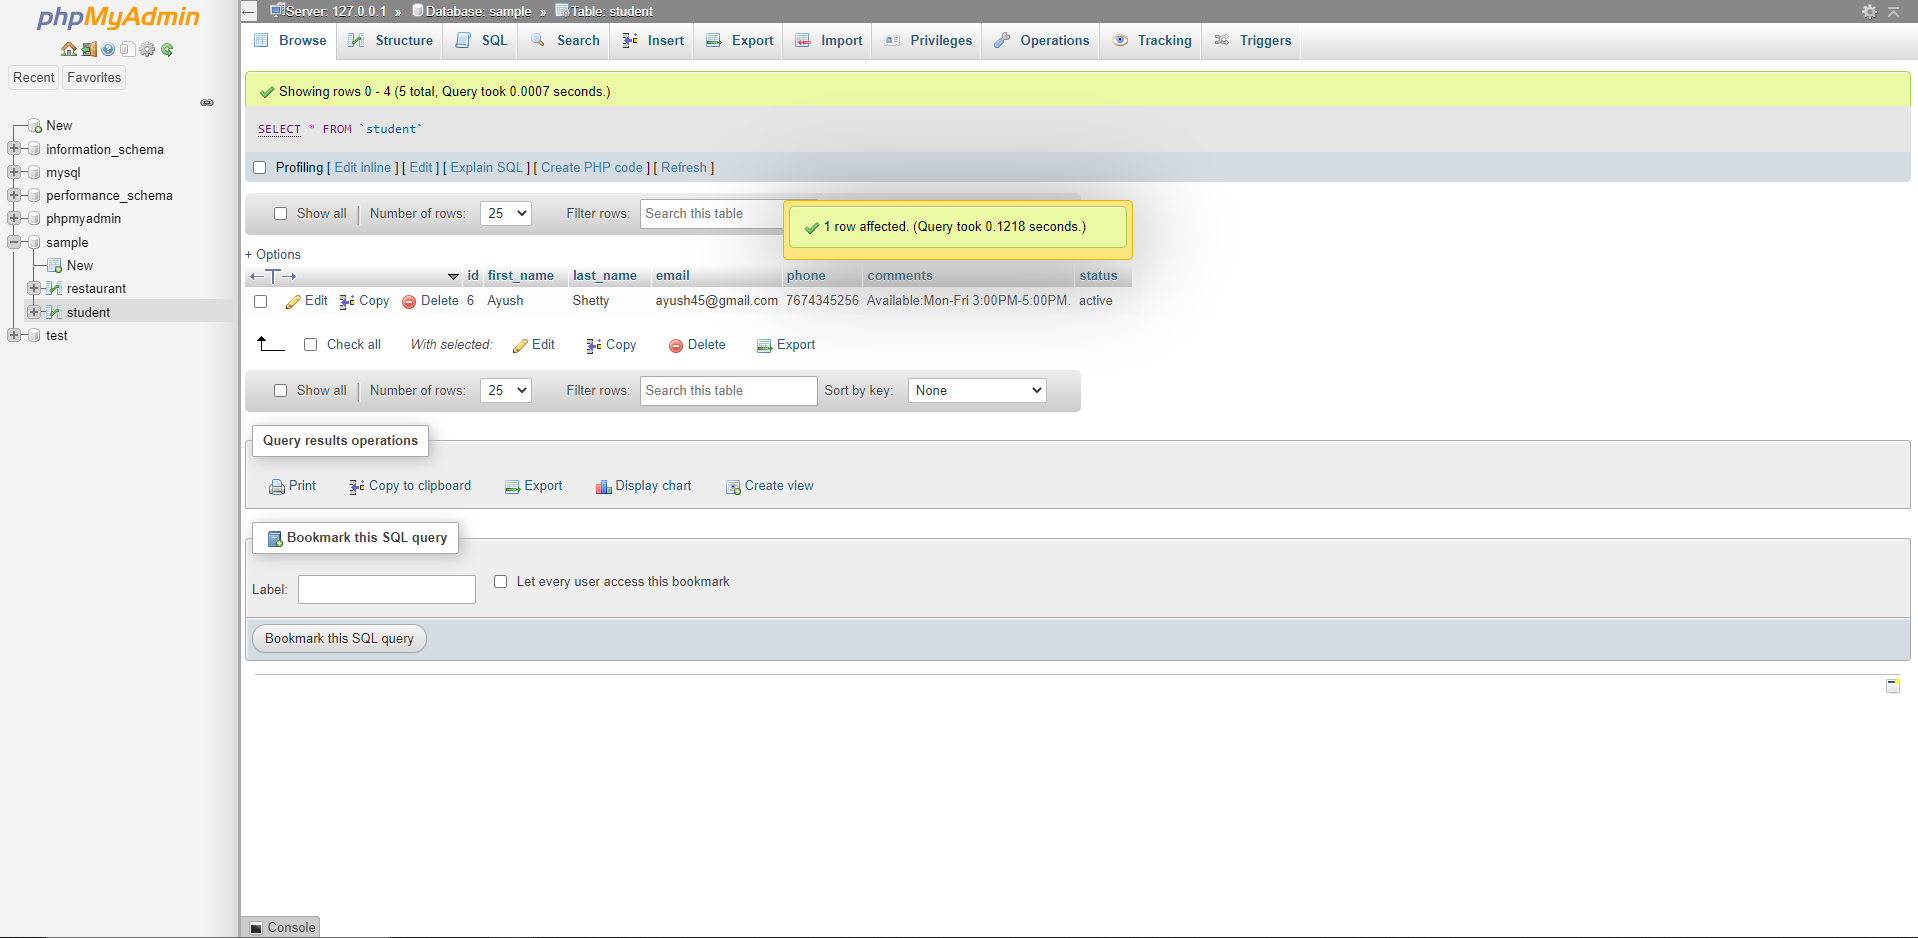 phpMyAdmin
Recent
Favorites
New
information_schema
mysql
performance_schema
phpmyadmin
sample
New
restaurant
student
test
Server: 127.0.0.1 » Database: sample » Table: student
Browse Structure SQL Search Insert Export Import Privileges Operations Tracking Triggers
Showing rows 0 - 4 (5 total, Query took 0.0007 seconds.)
SELECT * FROM `student`
Profiling [ Edit inline ] [ Edit ] [ Explain SQL ] [ Create PHP code ] [ Refresh ]
Show all | Number of rows: 25 Filter rows: Search this table
1 row affected. (Query took 0.1218 seconds.)
+ Options
←T→ id first_name last_name email phone comments status
Edit Copy Delete 6 Ayush Shetty ayush45@gmail.com 7674345256 Available:Mon-Fri 3:00PM-5:00PM. active
Check all With selected: Edit Copy Delete Export
Show all | Number of rows: 25 Filter rows: Search this table Sort by key: None
Query results operations
Print Copy to clipboard Export Display chart Create view
Bookmark this SQL query
Label: Let every user access this bookmark
Bookmark this SQL query
Console